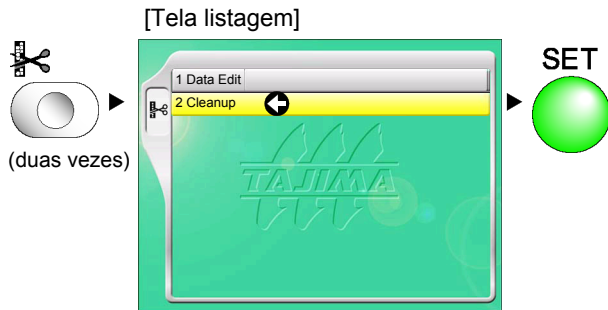 [Tela listagem]
SET
1 Data Edit
2 Cleanup
(duas vezes)
TAJIMA